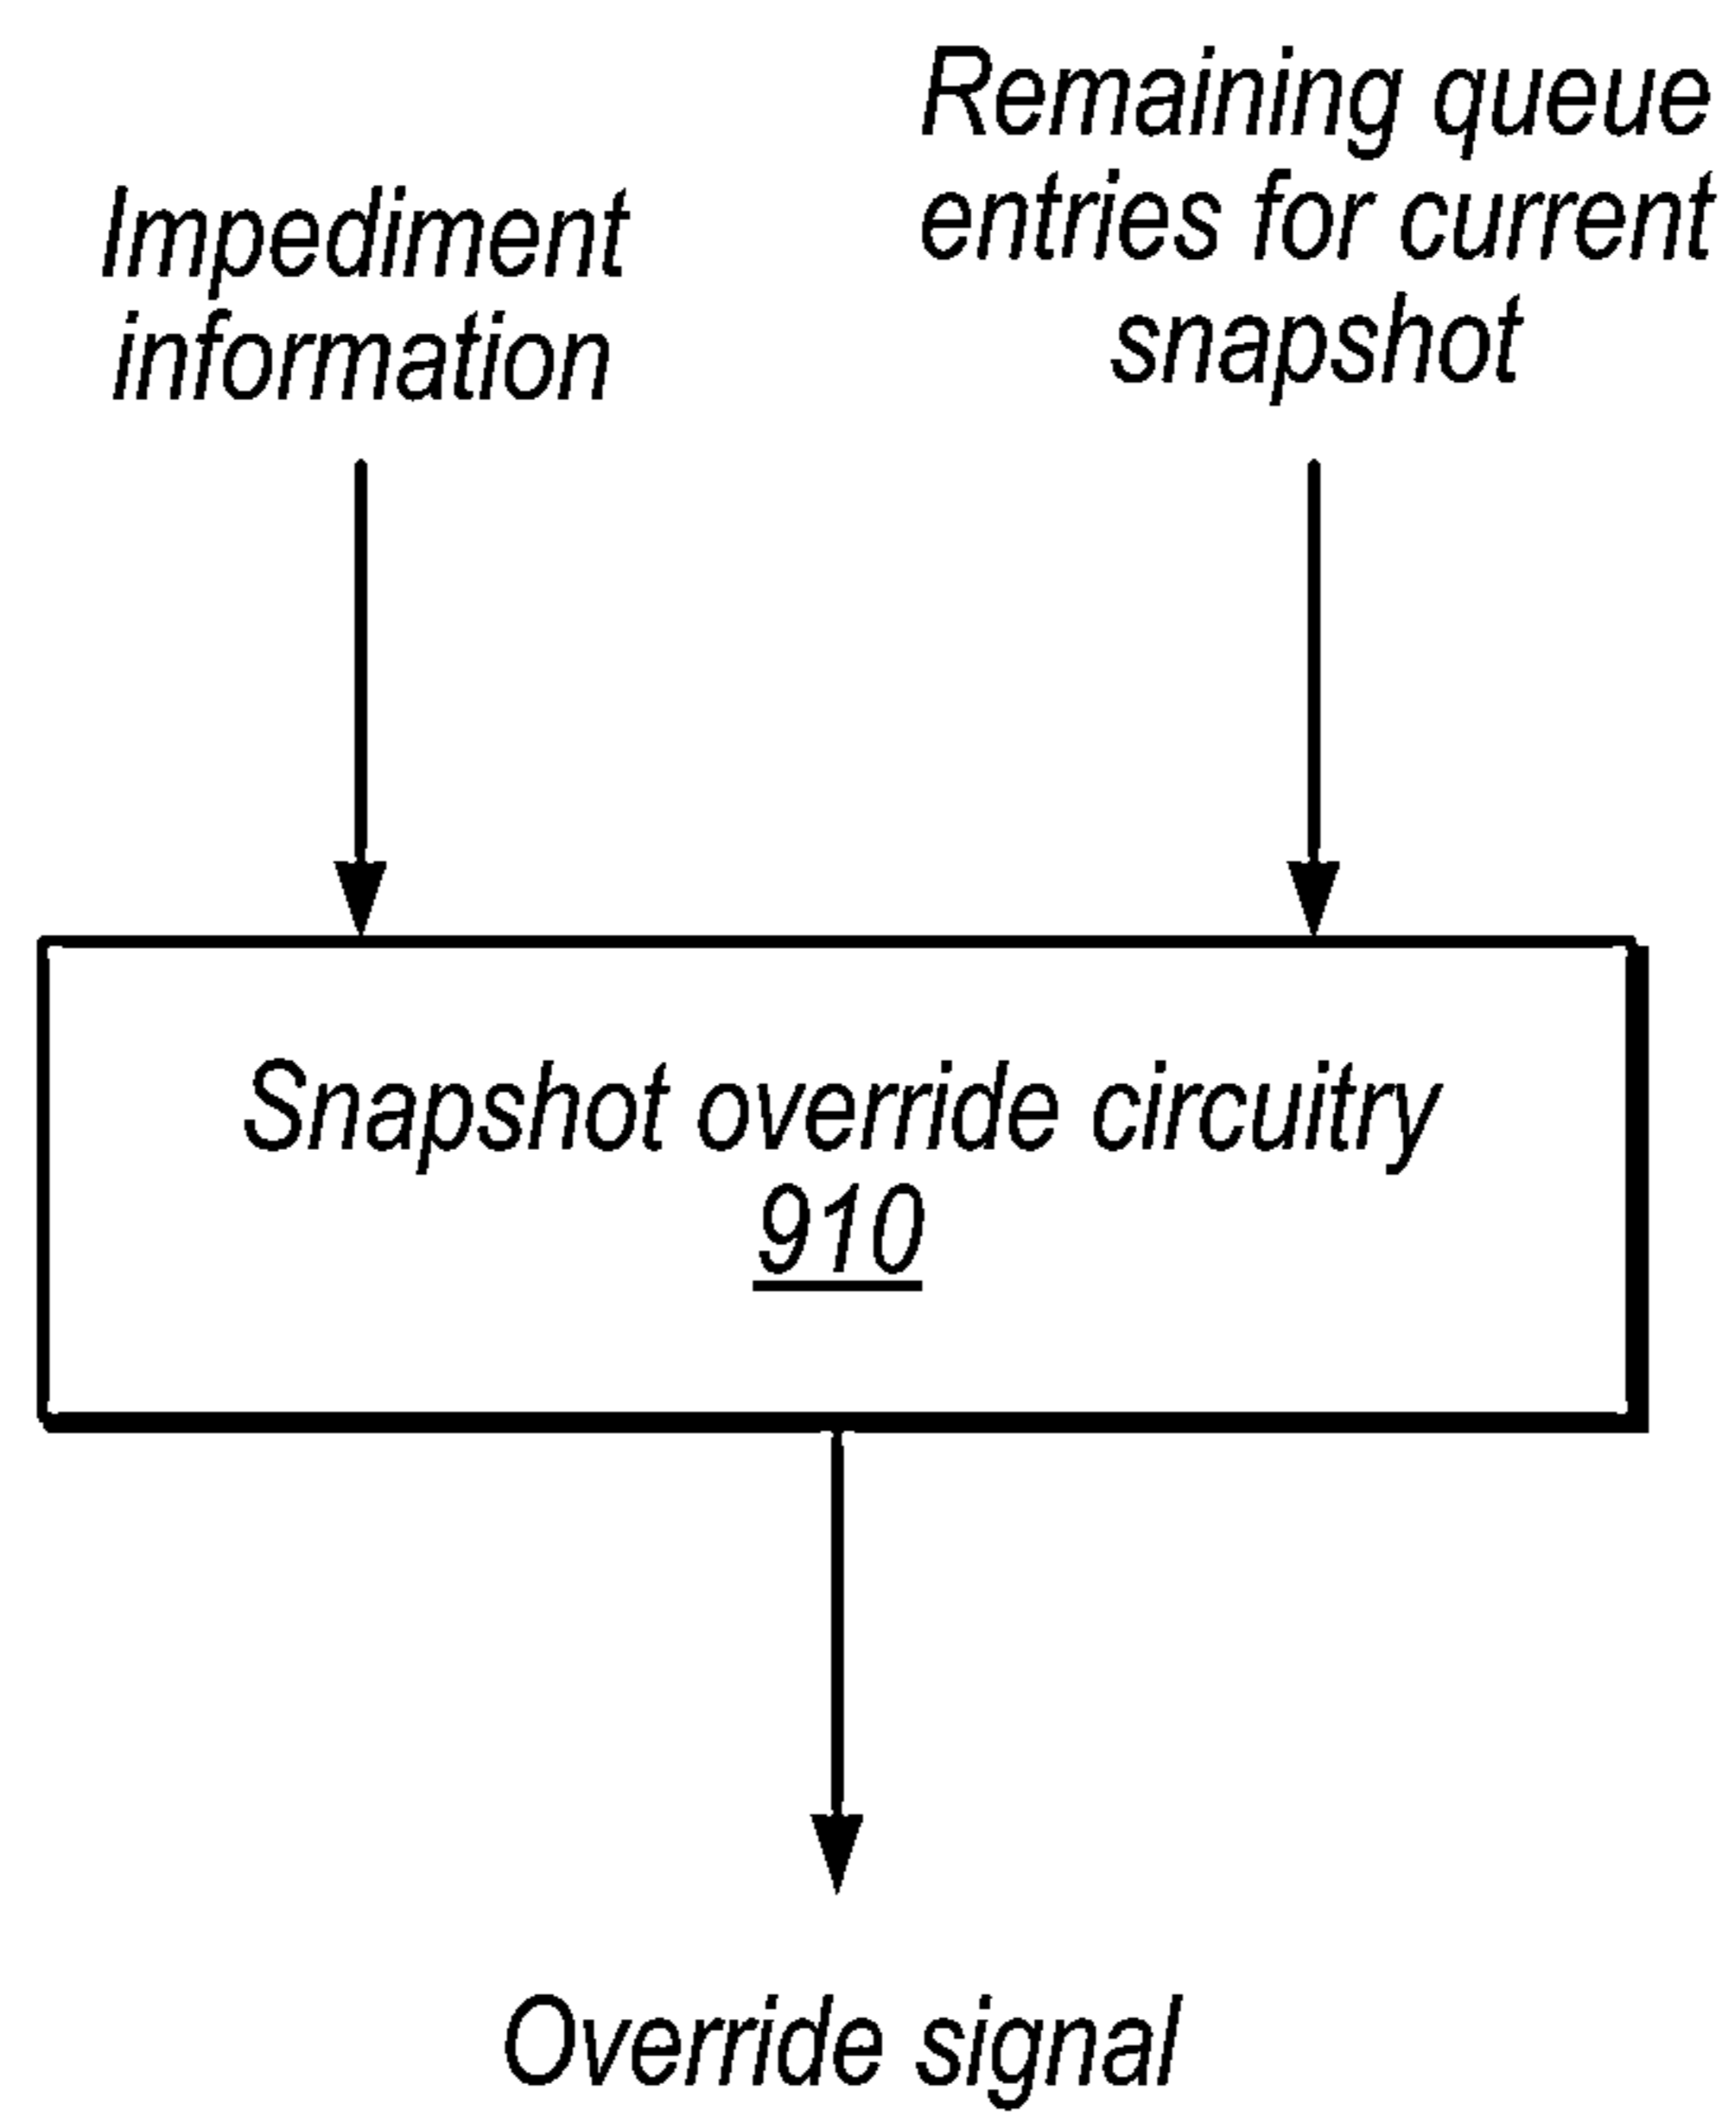 Impediment
information
Remaining queue
entries for current
snapshot
Snapshot override circuitry
910
Override signal